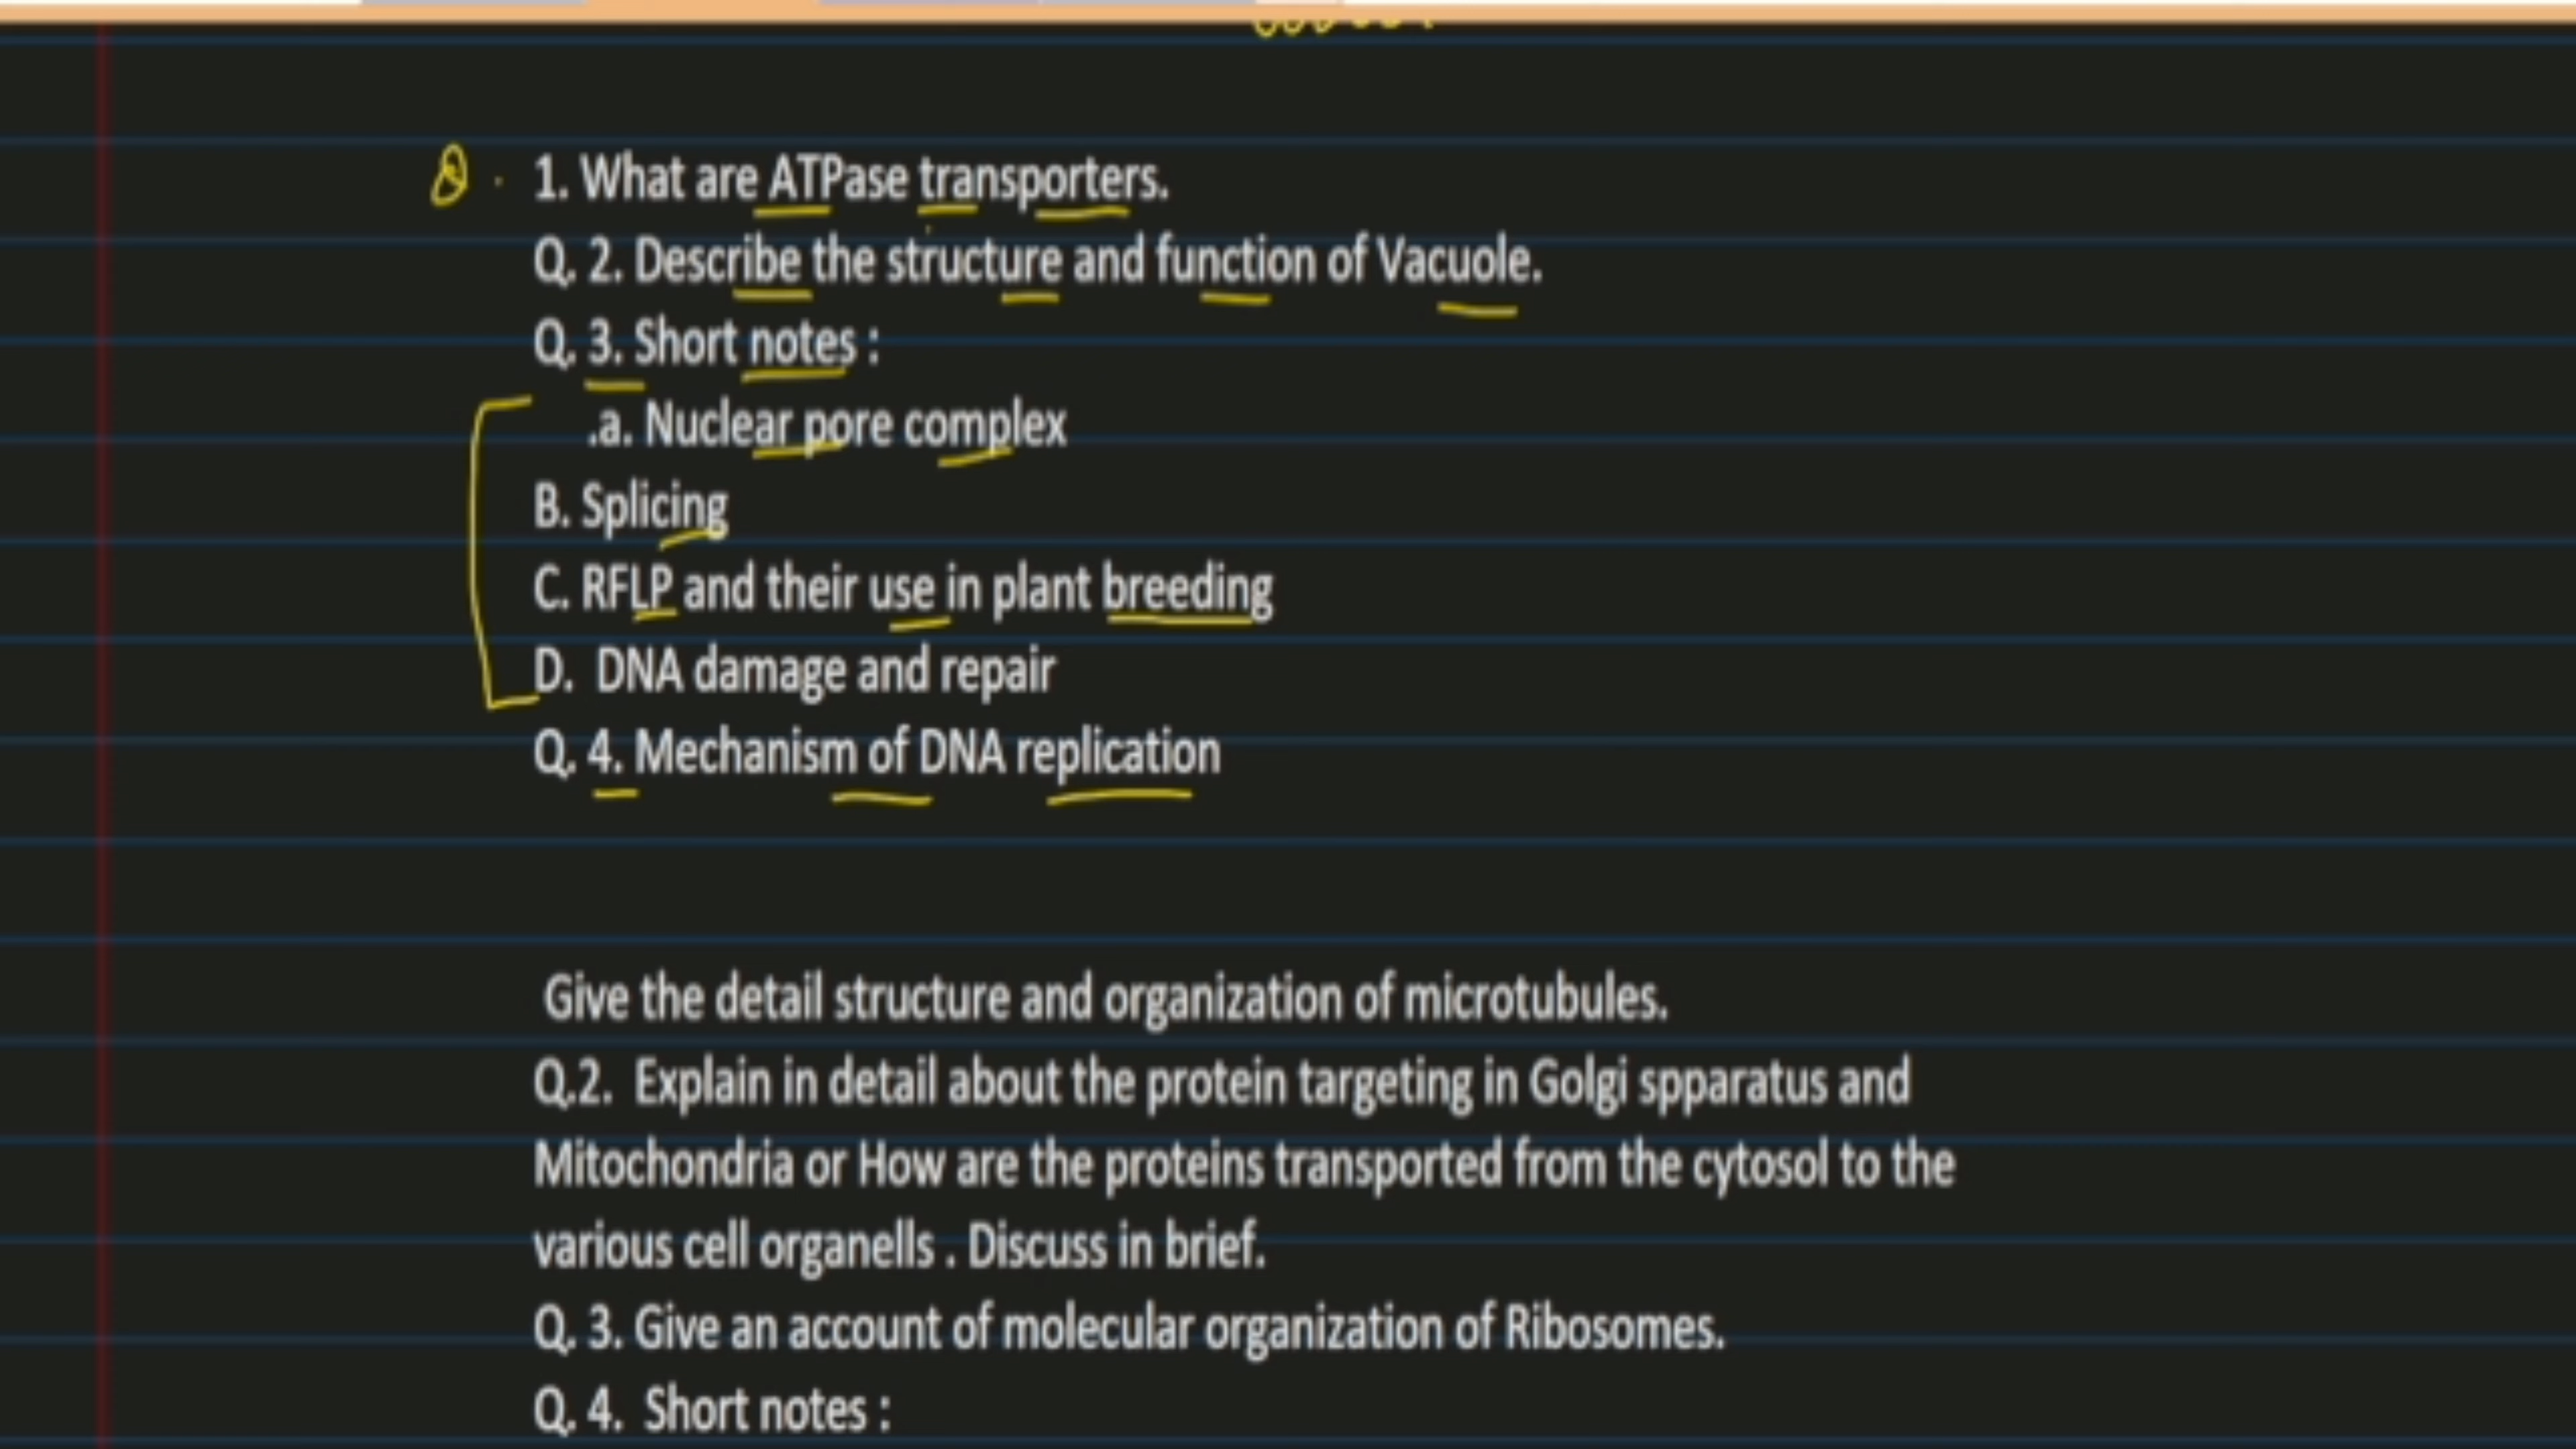 Q. 1. What are ATPase transporters.
Q. 2. Describe the structure and function of Vacuole.
Q. 3. Short notes :
.a. Nuclear pore complex
B. Splicing
C. RFLP and their use in plant breeding
D. DNA damage and repair
Q. 4. Mechanism of DNA replication
Give the detail structure and organization of microtubules.
Q.2. Explain in detail about the protein targeting in Golgi spparatus and
Mitochondria or How are the proteins transported from the cytosol to the
various cell organells . Discuss in brief.
Q. 3. Give an account of molecular organization of Ribosomes.
Q. 4. Short notes :